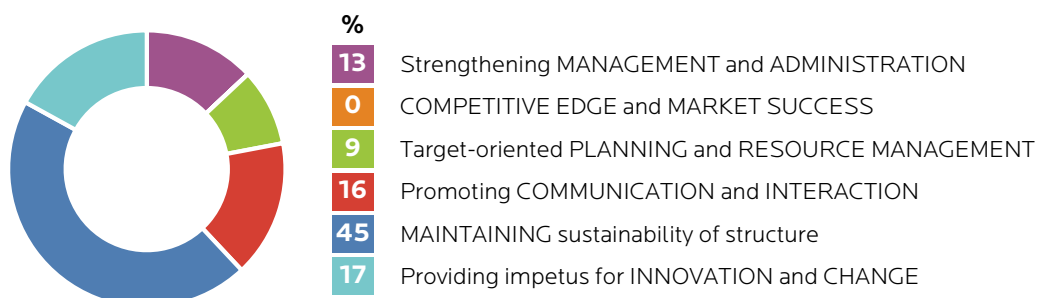 %
13 Strengthening MANAGEMENT and ADMINISTRATION
0 COMPETITIVE EDGE and MARKET SUCCESS
9 Target-oriented PLANNING and RESOURCE MANAGEMENT
16 Promoting COMMUNICATION and INTERACTION
45 MAINTAINING sustainability of structure
17 Providing impetus for INNOVATION and CHANGE